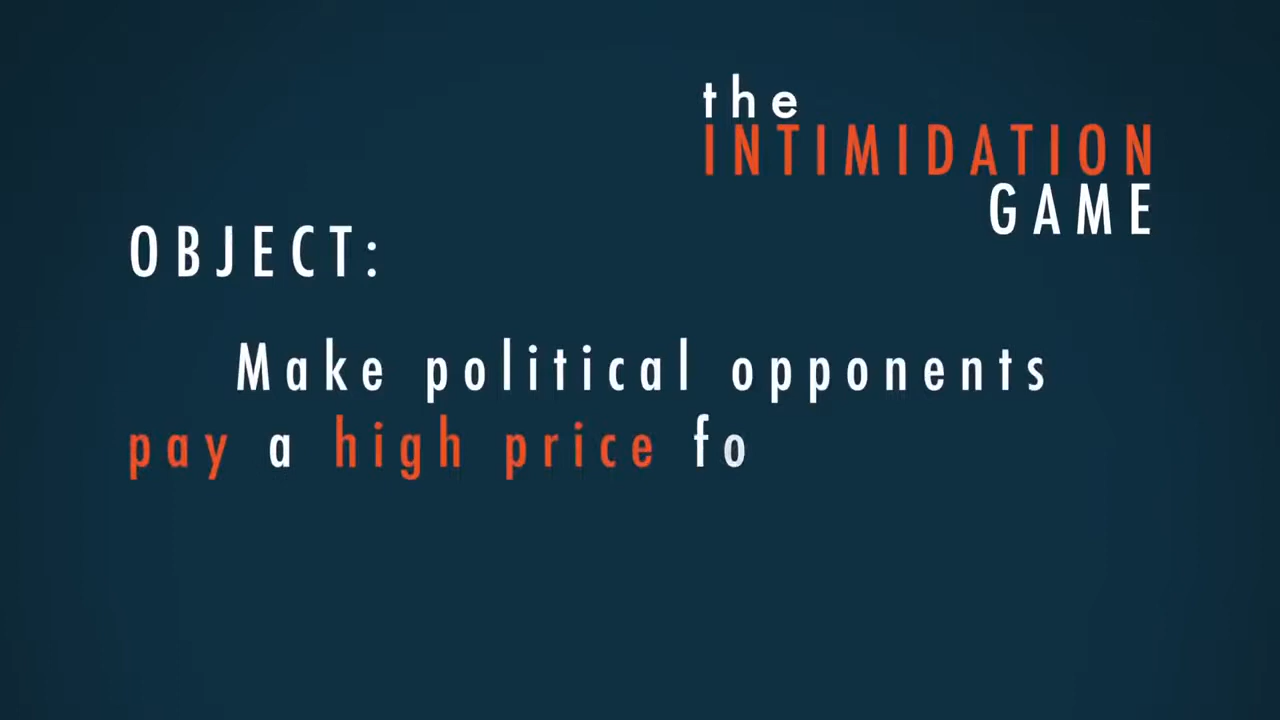 the
INTIMIDATION
GAME
OBJECT:
Make political opponents
pay a high price fo